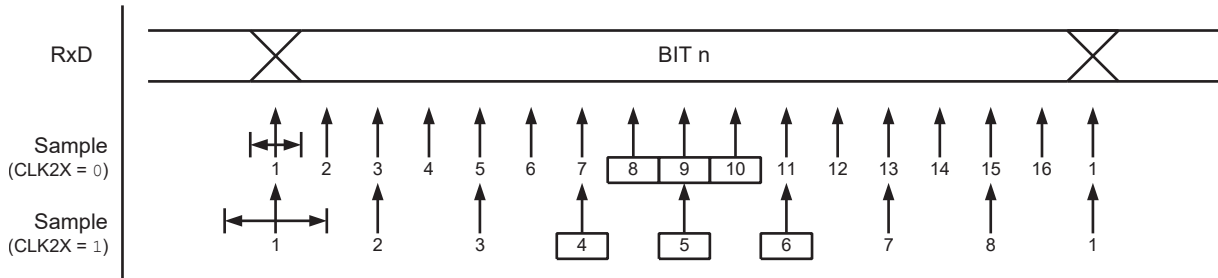 RxD BIT n
Sample
(CLK2X = 0) 1 2 3 4 5 6 7 8 9 10 11 12 13 14 15 16 1
Sample
(CLK2X = 1) 1 2 3 4 5 6 7 8 1